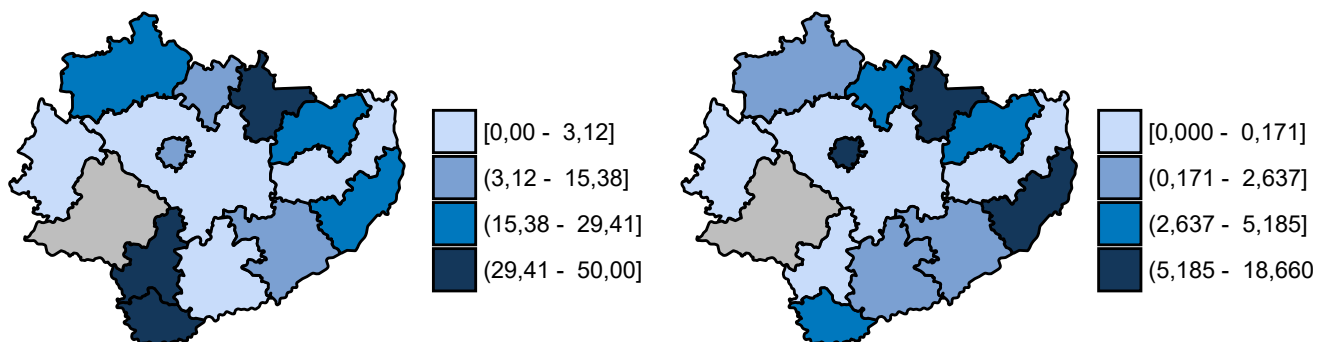 [0,00 - 3,12]
(3,12 - 15,38]
(15,38 - 29,41]
(29,41 - 50,00]
[0,000 - 0,171]
(0,171 - 2,637]
(2,637 - 5,185]
(5,185 - 18,660